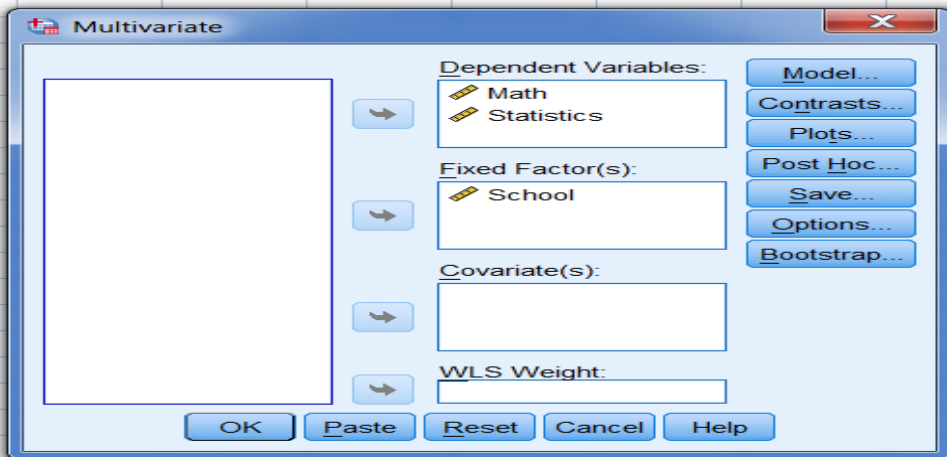 Multivariate
Dependent Variables:
Math
Statistics
Fixed Factor(s):
School
Covariate(s):
WLS Weight:
Model...
Contrasts...
Plots...
Post Hoc...
Save...
Options...
Bootstrap...
OK Paste Reset Cancel Help